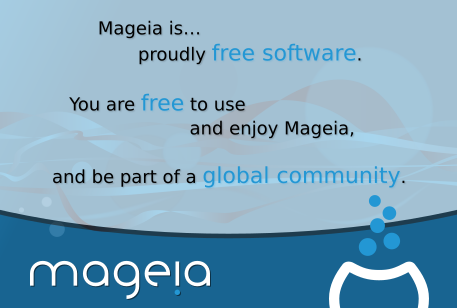 Mageia is...
proudly free software.
You are free to use
and enjoy Mageia,
and be part of a global community.
mageia